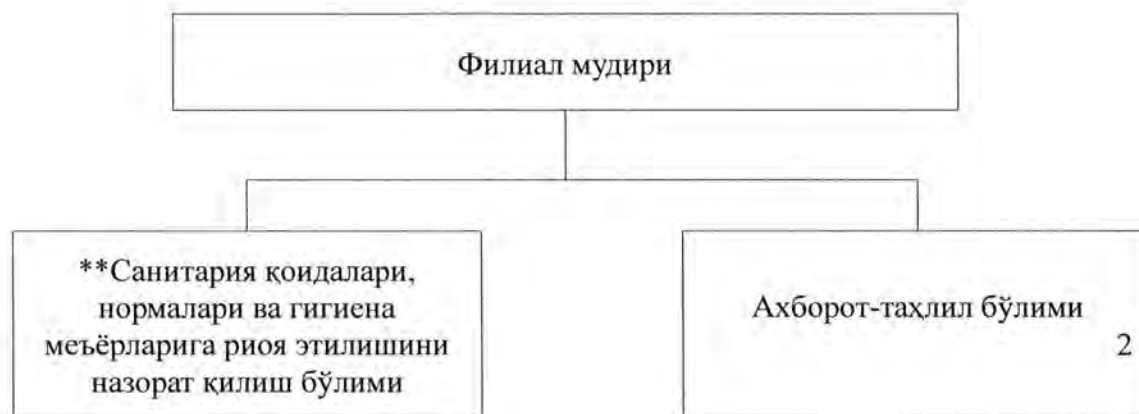 Филиал мудири
**Санитария қоидалари,
нормалари ва гигиена
меъёрларига риоя этилишини
назорат қилиш бўлими
Ахборот-таҳлил бўлими
2